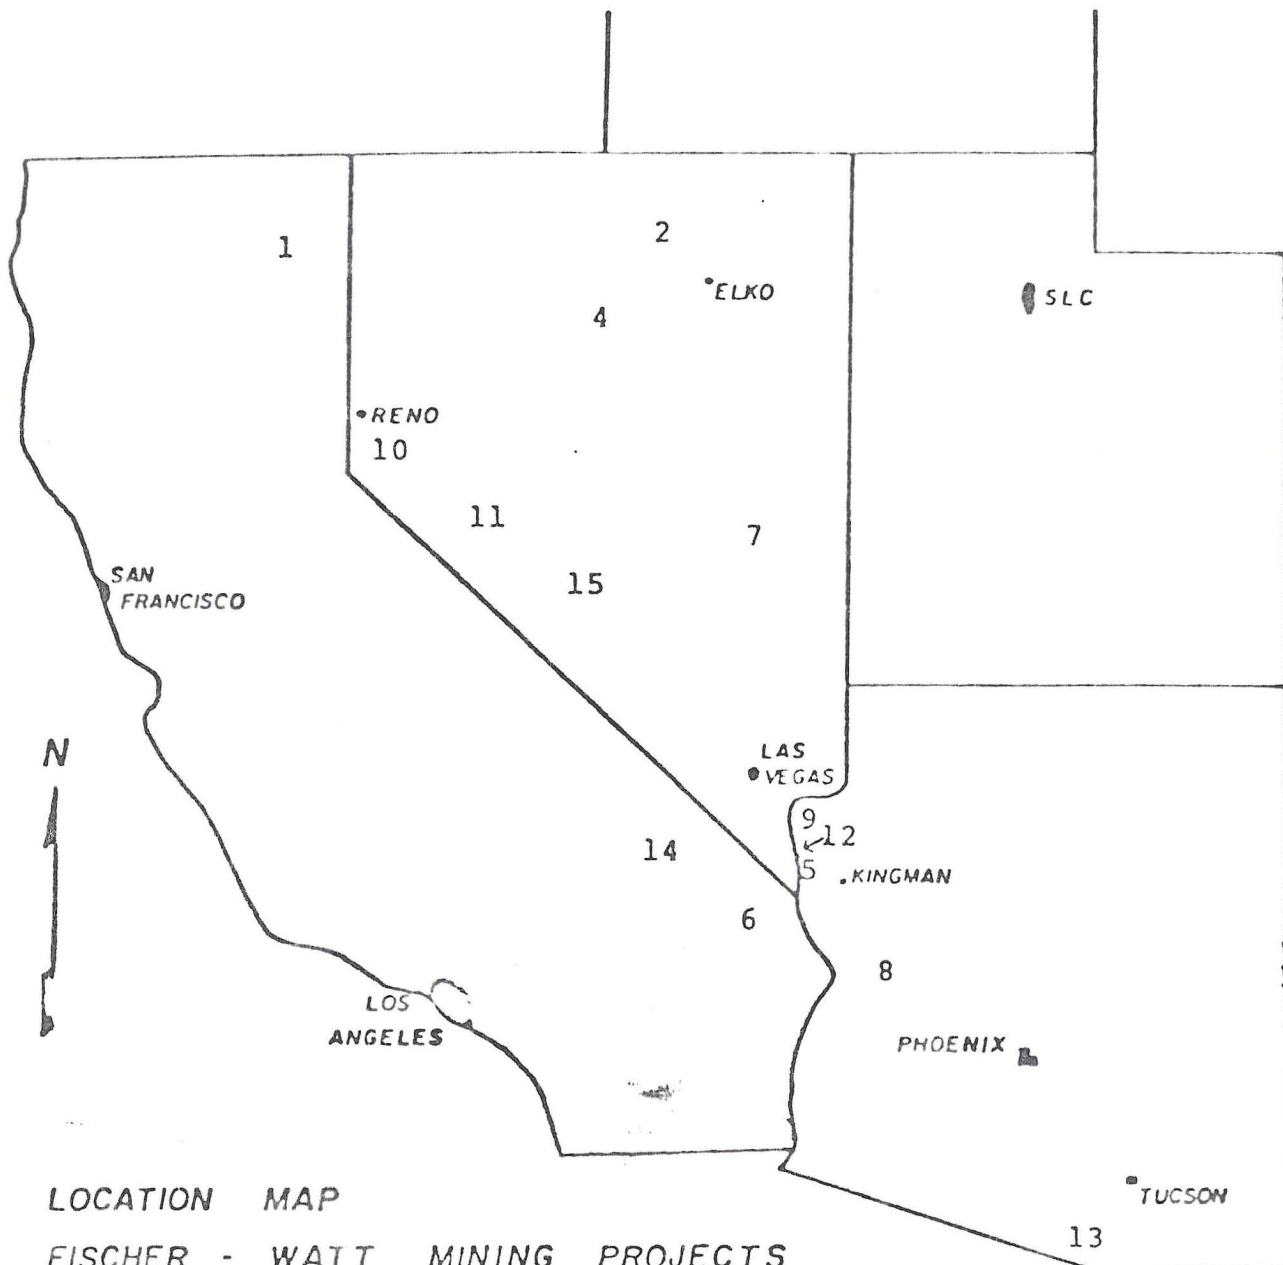 1
2
ELKO
SLC
4
RENO
10
11
7
15
SAN
FRANCISCO
N
LAS
VEGAS
9
12
14
5
KINGMAN
6
8
LOS
ANGELES
PHOENIX
TUCSON
13
LOCATION MAP
FISCHER - WATT MINING PROJECTS